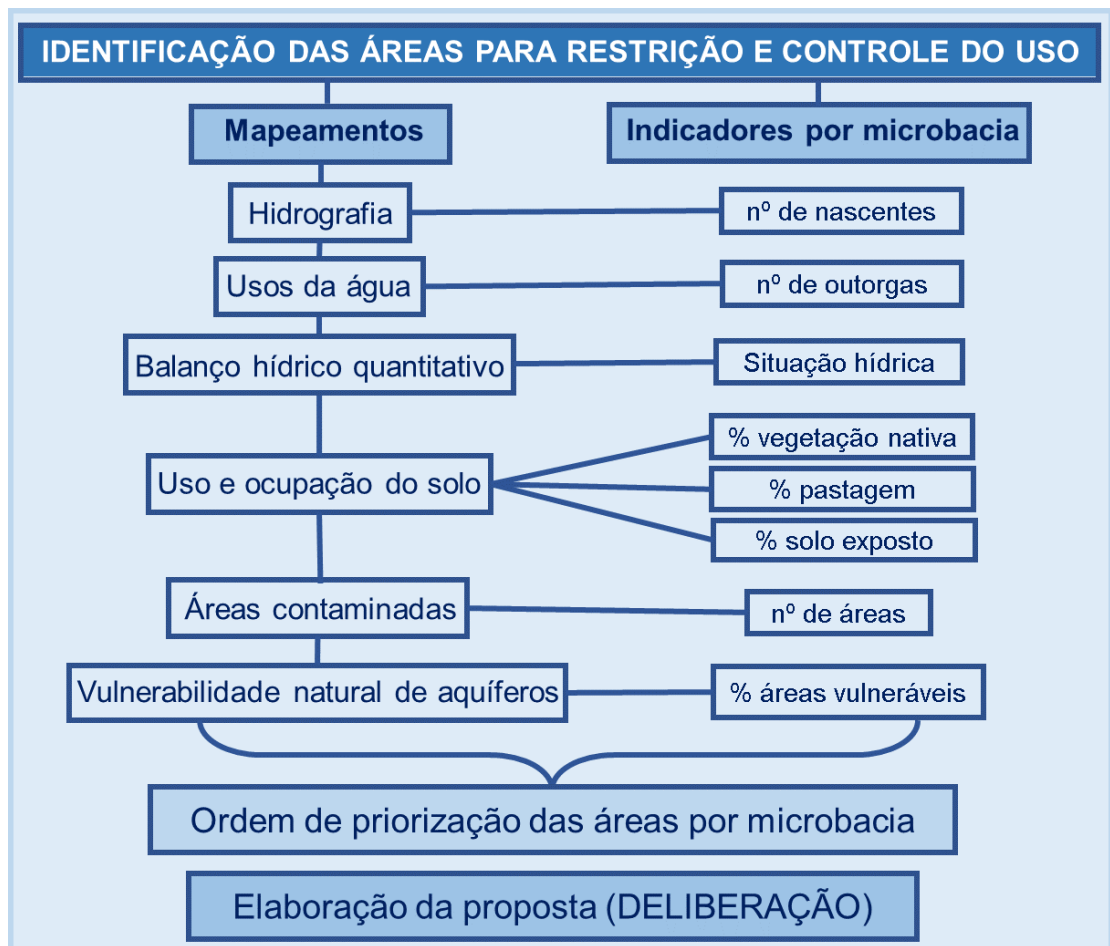 IDENTIFICAÇÃO DAS ÁREAS PARA RESTRIÇÃO E CONTROLE DO USO
Mapeamentos
Indicadores por microbacia
Hidrografia
nº de nascentes
Usos da água
nº de outorgas
Balanço hídrico quantitativo
Situação hídrica
Uso e ocupação do solo
% vegetação nativa
% pastagem
% solo exposto
Áreas contaminadas
nº de áreas
Vulnerabilidade natural de aquíferos
% áreas vulneráveis
Ordem de priorização das áreas por microbacia
Elaboração da proposta (DELIBERAÇÃO)